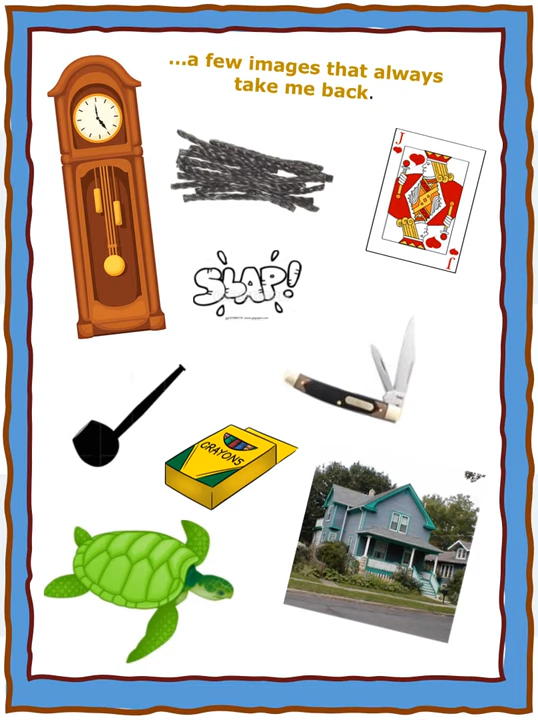 ...a few images that always
take me back.
J
SLAP!
CRAYONS
J